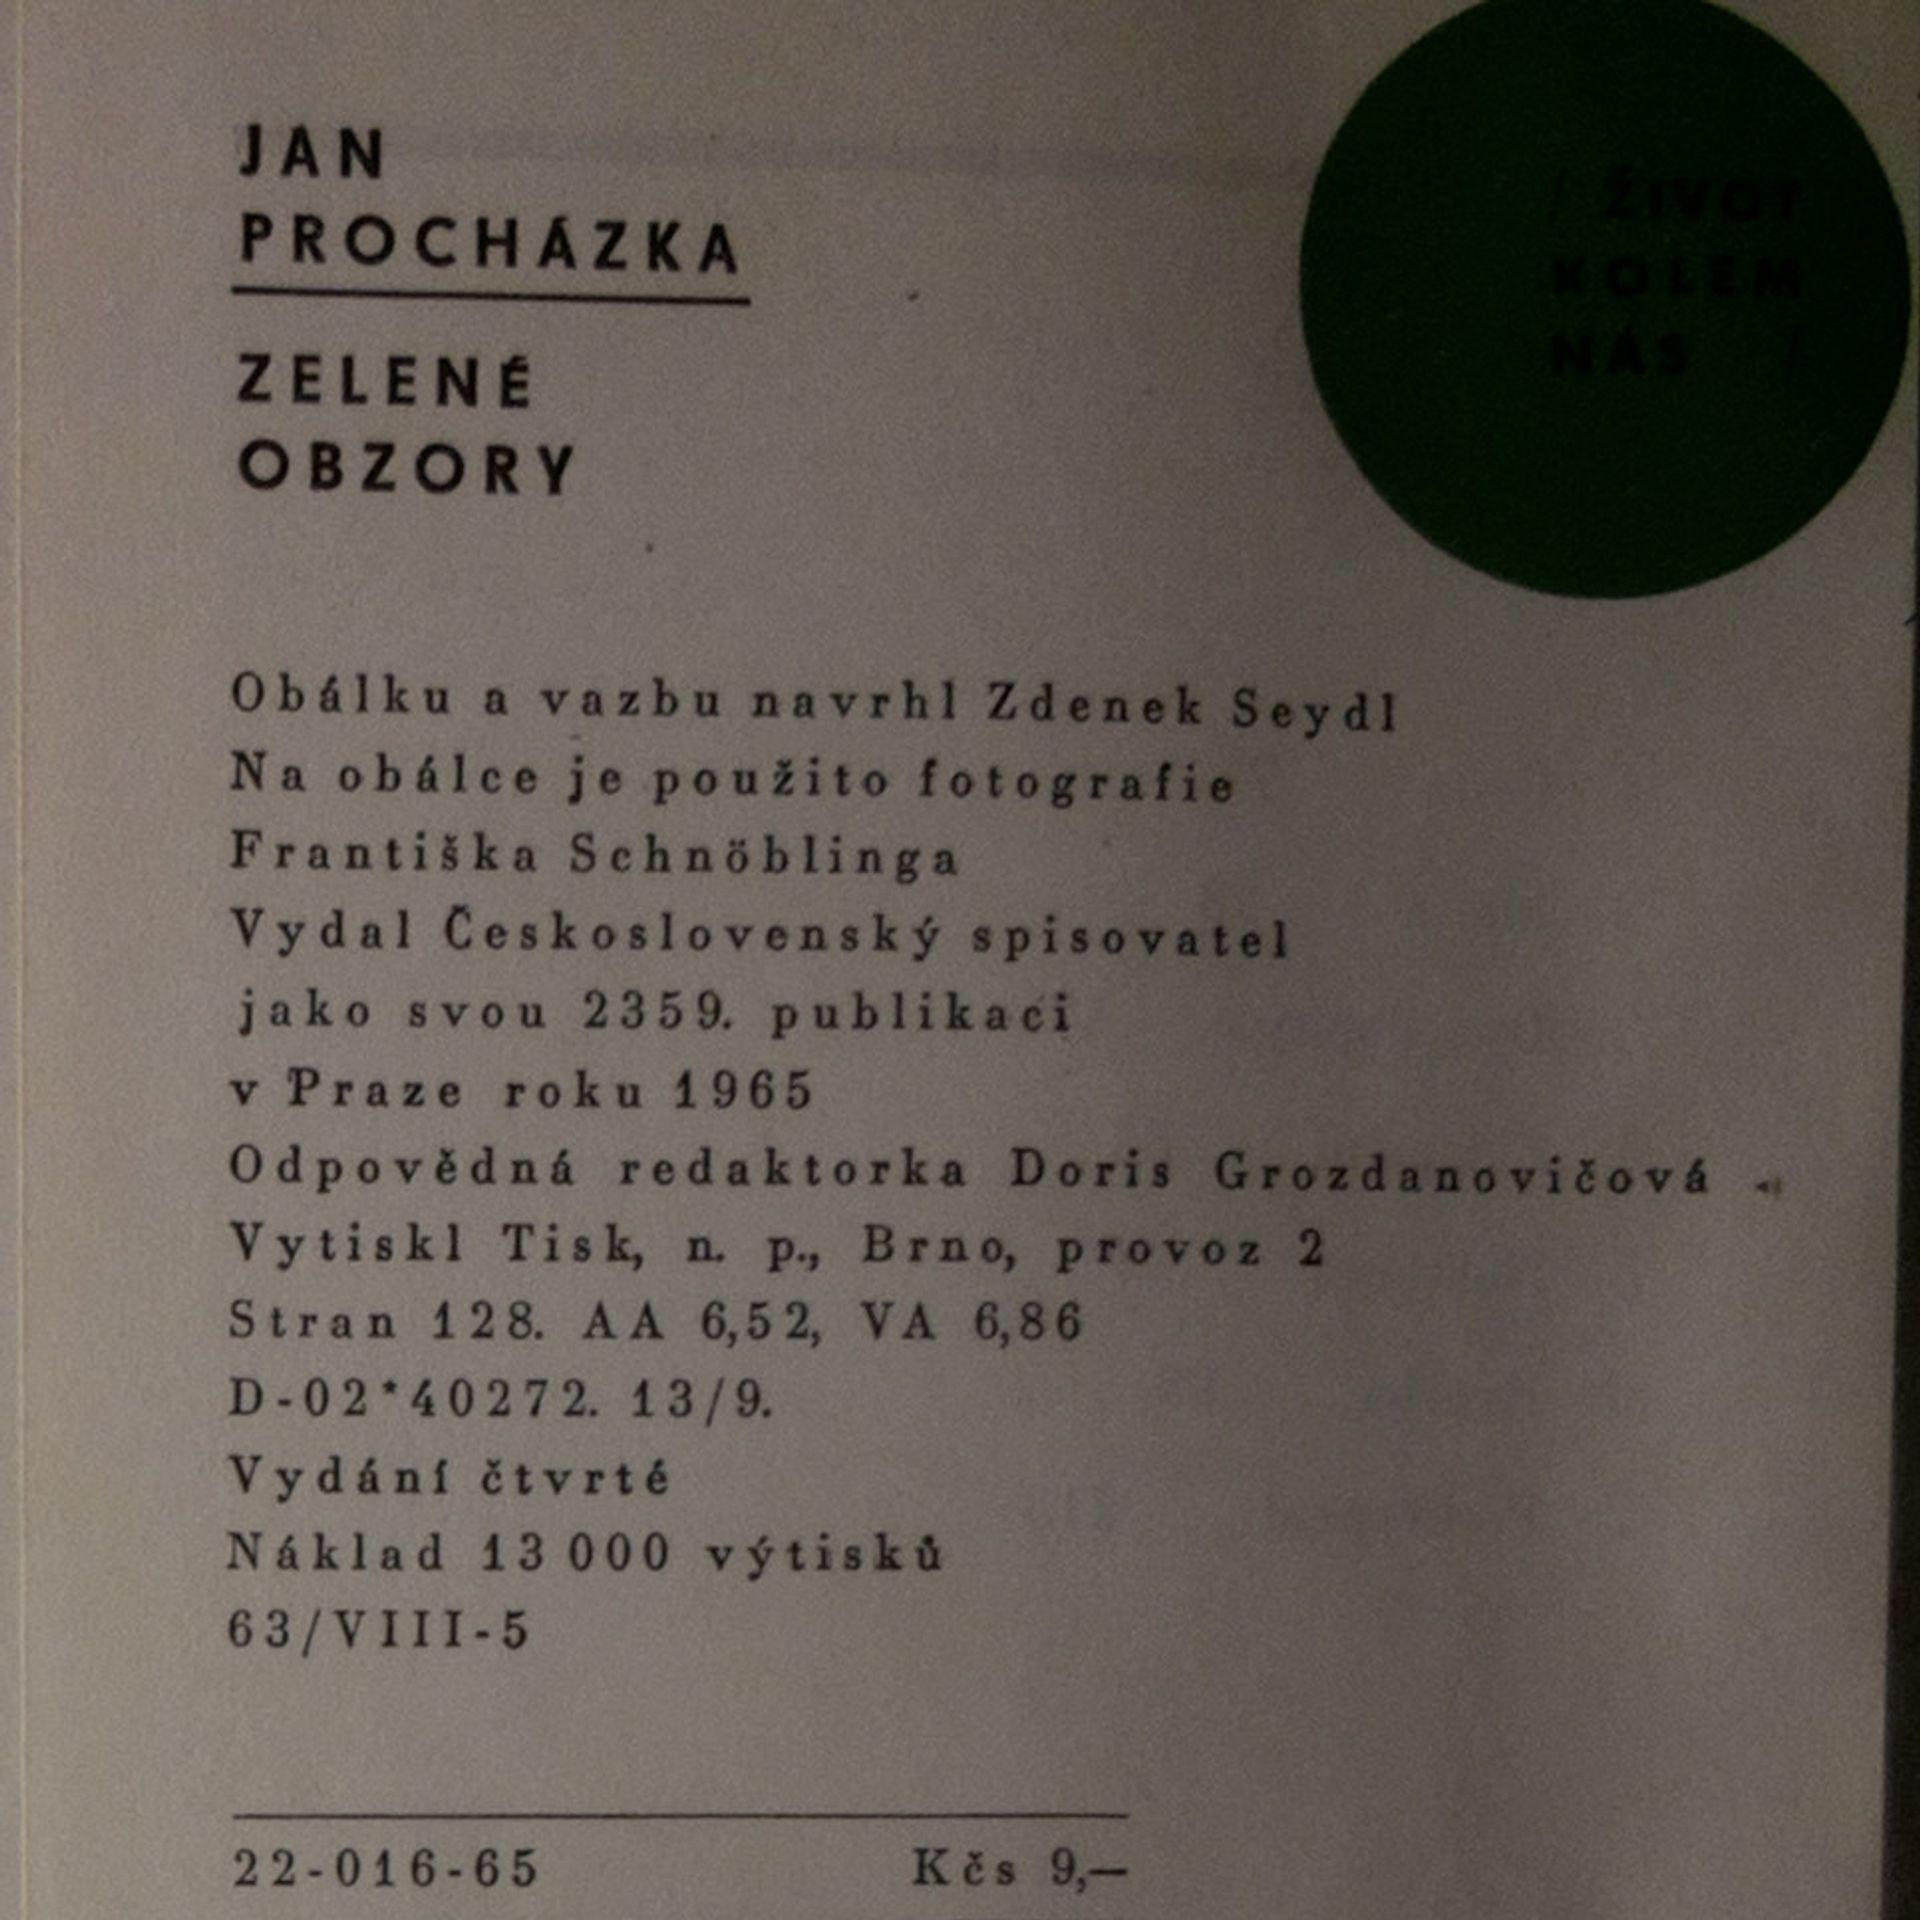 JAN
PROCHÁZKA
ZELENÉ
OBZORY
/ ŽIVOT
KOLEM
NÁS /
Obálku a vazbu navrhl Zdenek Seydl
Na obálce je použito fotografie
Františka Schnöblinga
Vydal Československý spisovatel
jako svou 2359. publikaci
v Praze roku 1965
Odpovědná redaktorka Doris Grozdanovičová
Vytiskl Tisk, n. p., Brno, provoz 2
Stran 128. AA 6,52, VA 6,86
D-02*40272. 13/9.
Vydání čtvrté
Náklad 13 000 výtisků
63/VIII-5
22-016-65 Kčs 9,—